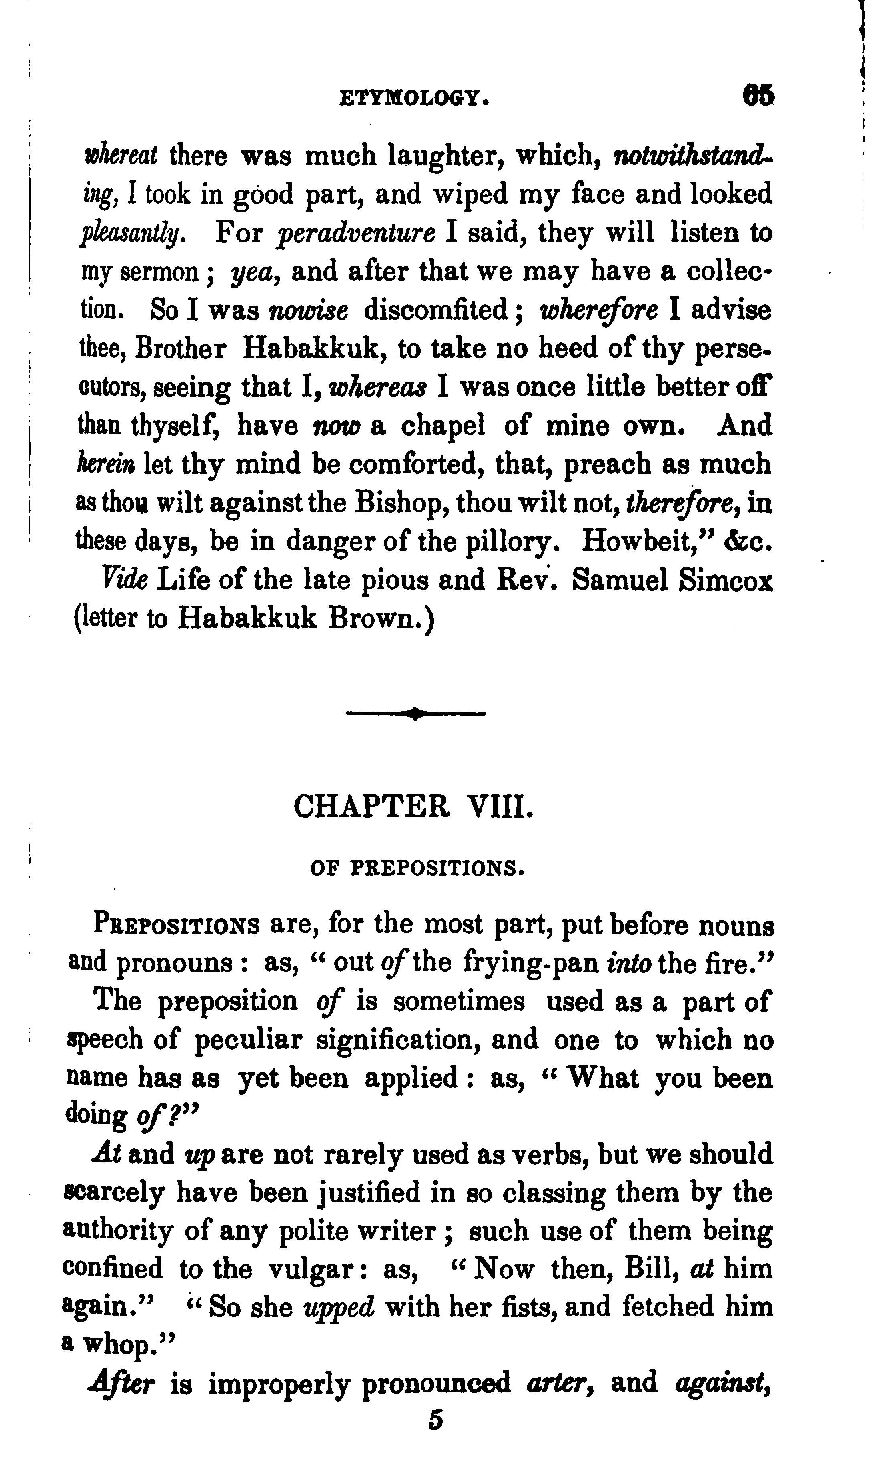 ETYMOLOGY. 65
whereat there was much laughter, which, notwithstand-
ing, I took in good part, and wiped my face and looked
pleasantly. For peradventure I said, they will listen to
my sermon; yea, and after that we may have a collec-
tion. So I was nowise discomfited; wherefore I advise
thee, Brother Habakkuk, to take no heed of thy perse-
cutors, seeing that I, whereas I was once little better off
than thyself, have now a chapel of mine own. And
herein let thy mind be comforted, that, preach as much
as thou wilt against the Bishop, thou wilt not, therefore, in
these days, be in danger of the pillory. Howbeit,” &c.
Vide Life of the late pious and Rev. Samuel Simcox
(letter to Habakkuk Brown.)
CHAPTER VIII.
OF PREPOSITIONS.
PREPOSITIONS are, for the most part, put before nouns
and pronouns: as, “out of the frying-pan into the fire.”
The preposition of is sometimes used as a part of
speech of peculiar signification, and one to which no
name has as yet been applied: as, “What you been
doing of?”
At and up are not rarely used as verbs, but we should
scarcely have been justified in so classing them by the
authority of any polite writer; such use of them being
confined to the vulgar: as, “Now then, Bill, at him
again.” “So she upped with her fists, and fetched him
a whop.”
After is improperly pronounced arter, and against,
5